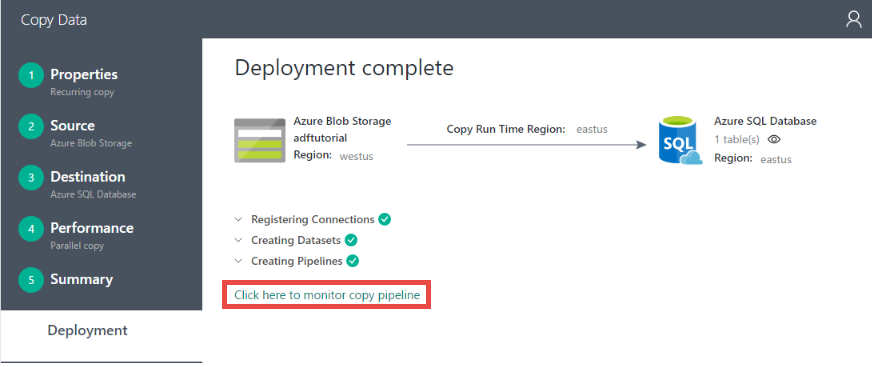 Copy Data
1 Properties
Recurring copy
2 Source
Azure Blob Storage
3 Destination
Azure SQL Database
4 Performance
Parallel copy
5 Summary
Deployment
Deployment complete
Azure Blob Storage
adftutorial
Region: westus
Copy Run Time Region: eastus
SQL
Azure SQL Database
1 table(s)
Region: eastus
Registering Connections
Creating Datasets
Creating Pipelines
Click here to monitor copy pipeline